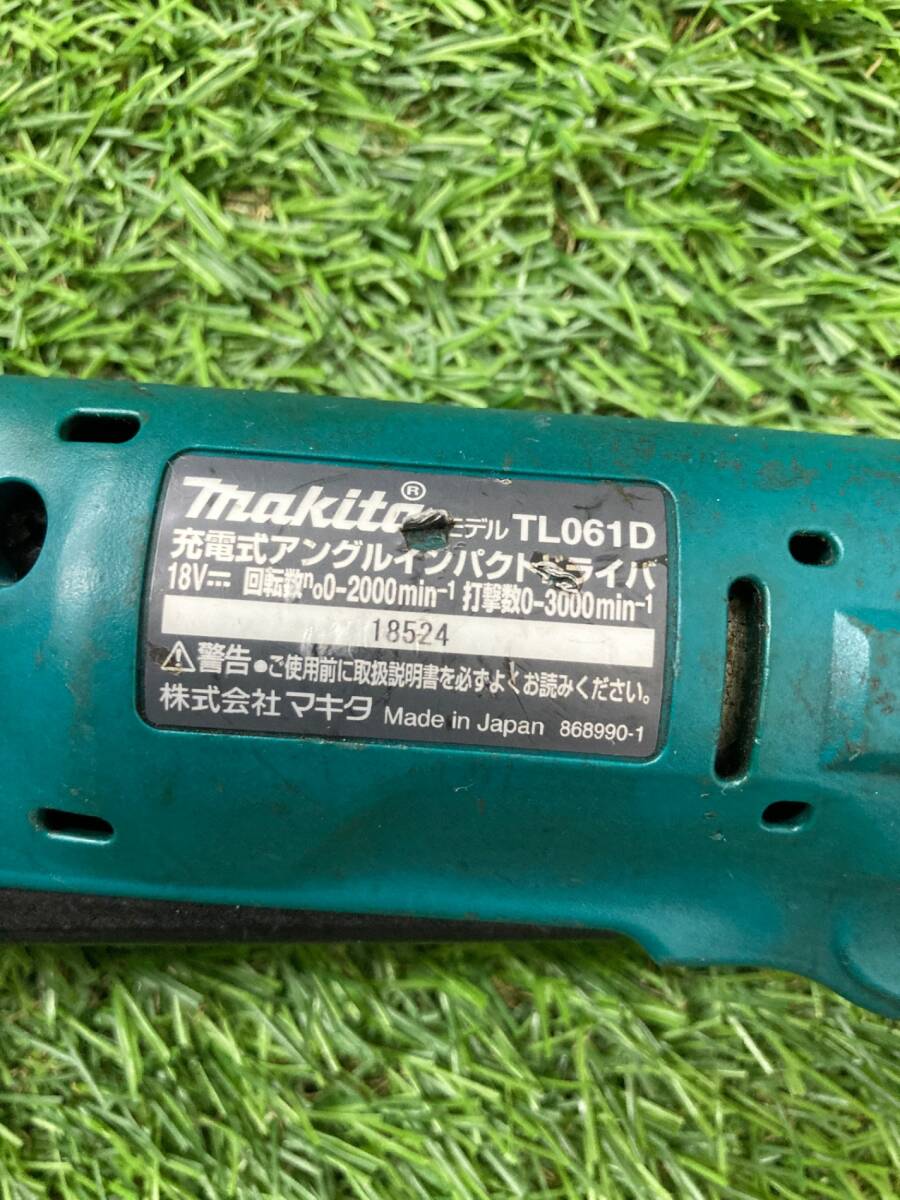 makita® モデル TL061D
充電式アングルインパクトドライバ
18V⎓ 回転数n₀0-2000min⁻¹ 打撃数0-3000min⁻¹
18524
⚠警告●ご使用前に取扱説明書を必ずよくお読みください。
株式会社マキタ Made in Japan 868990-1